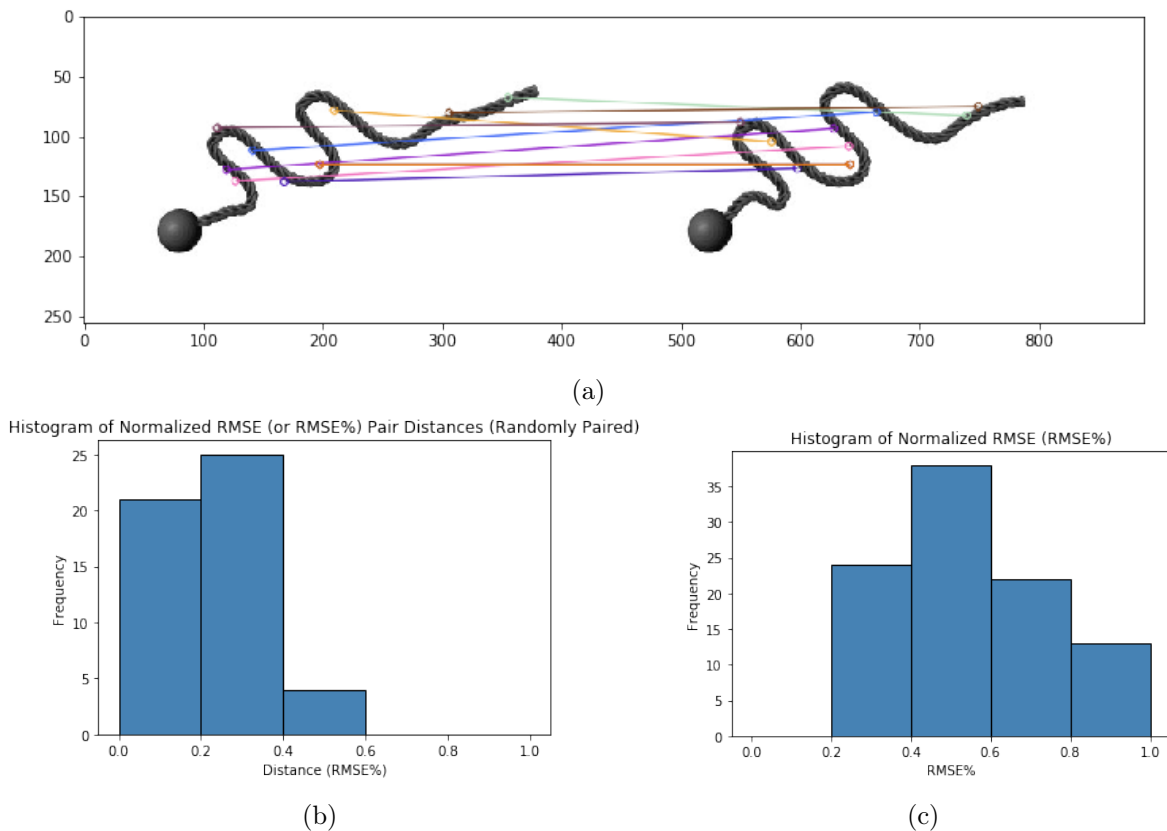 0
50
100
150
200
250
0 100 200 300 400 500 600 700 800
(a)
Histogram of Normalized RMSE (or RMSE%) Pair Distances (Randomly Paired)
25
20
15
10
5
0
Frequency
0.0 0.2 0.4 0.6 0.8 1.0
Distance (RMSE%)
(b)
Histogram of Normalized RMSE (RMSE%)
35
30
25
20
15
10
5
0
Frequency
0.0 0.2 0.4 0.6 0.8 1.0
RMSE%
(c)